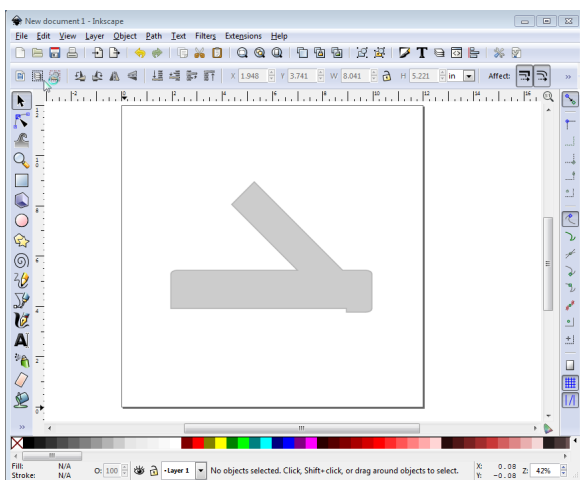 New document 1 - Inkscape
File Edit View Layer Object Path Text Filters Extensions Help
X 1.948 Y 3.741 W 8.041 H 5.221 in Affect:
Fill: N/A O: 100 Layer 1 No objects selected. Click, Shift+click, or drag around objects to select. X: 0.08 Z: 42%
Stroke: N/A Y: -0.08